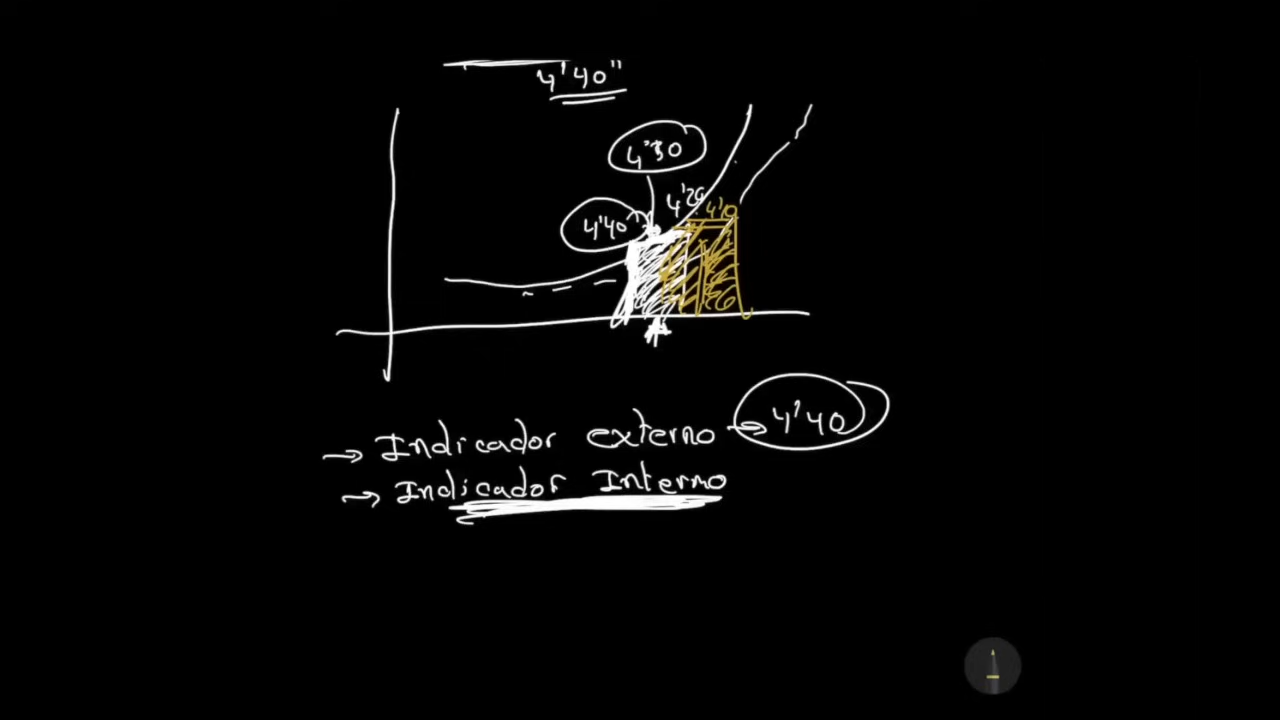 4'40"
4'30
4'20
4'10
4'40"
→ Indicador externo → 4'40
→ Indicador Interno